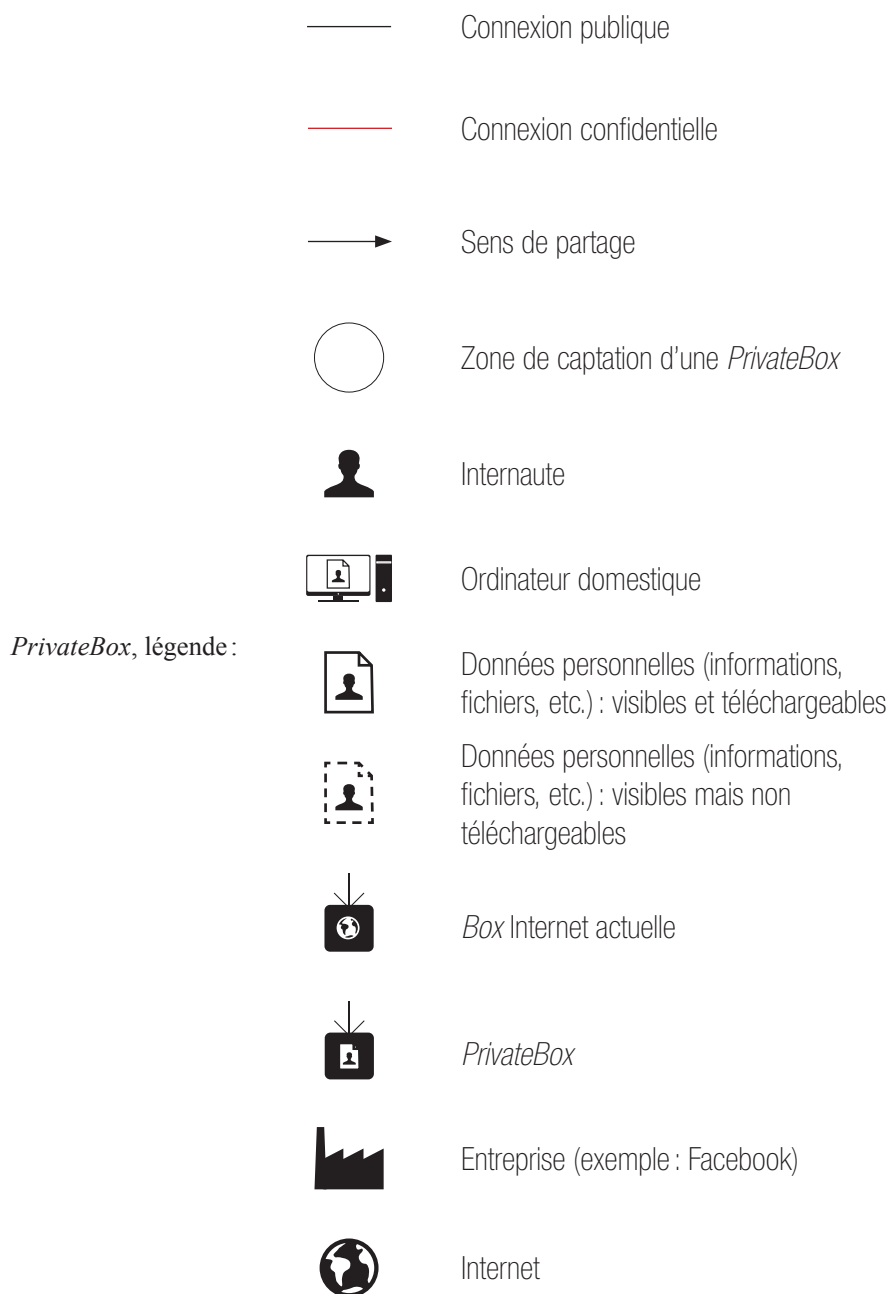 Connexion publique
Connexion confidentielle
Sens de partage
Zone de captation d’une PrivateBox
Internaute
Ordinateur domestique
PrivateBox, légende :
Données personnelles (informations,
fichiers, etc.) : visibles et téléchargeables
Données personnelles (informations,
fichiers, etc.) : visibles mais non
téléchargeables
Box Internet actuelle
PrivateBox
Entreprise (exemple : Facebook)
Internet